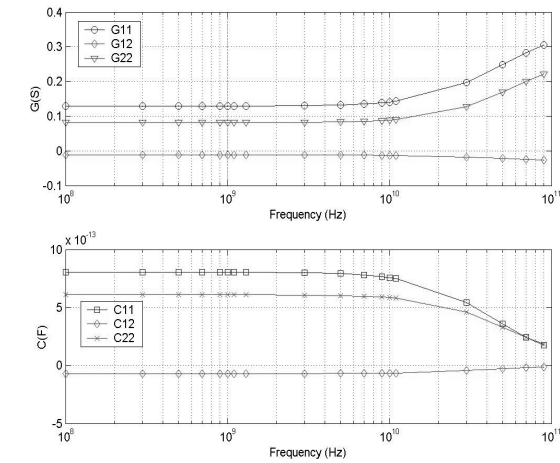 0.4
0.3
0.2
0.1
0
-0.1
G(S)
G11
G12
G22
10^8
10^9
10^10
10^11
Frequency (Hz)
x 10^-13
10
5
0
-5
C(F)
C11
C12
C22
10^8
10^9
10^10
10^11
Frequency (Hz)